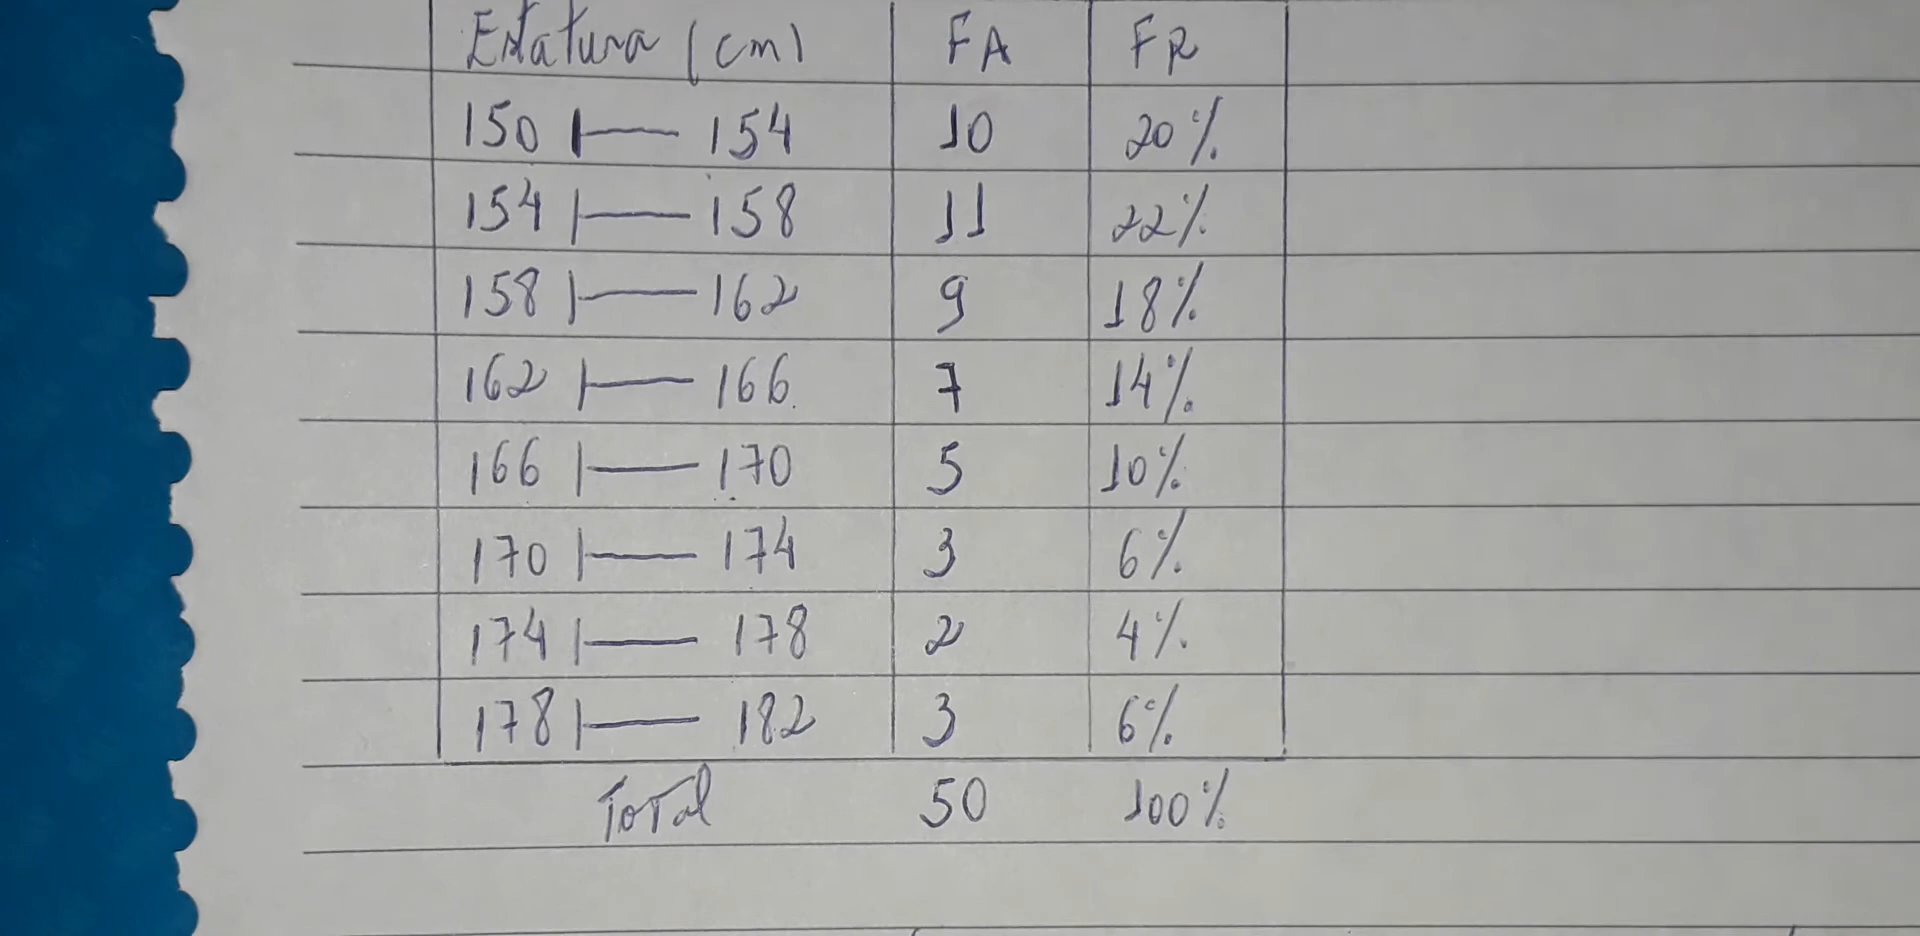 Estatura (cm) FA FR
150 |— 154 10 20%
154 |— 158 11 22%
158 |— 162 9 18%
162 |— 166 7 14%
166 |— 170 5 10%
170 |— 174 3 6%
174 |— 178 2 4%
178 |— 182 3 6%
Total 50 100%